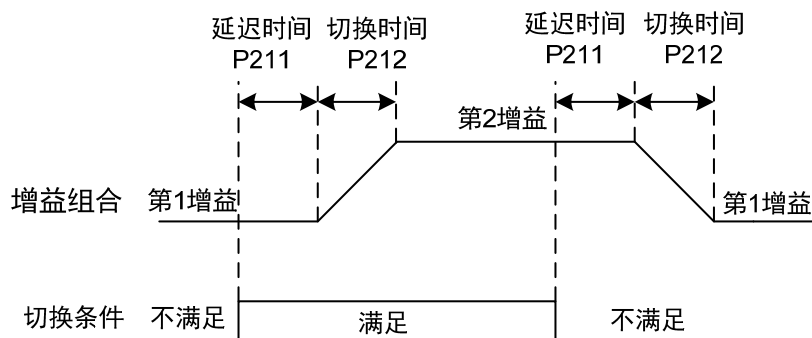 延迟时间
P211
切换时间
P212
延迟时间
P211
切换时间
P212
第2增益
增益组合
第1增益
第1增益
切换条件
不满足
满足
不满足